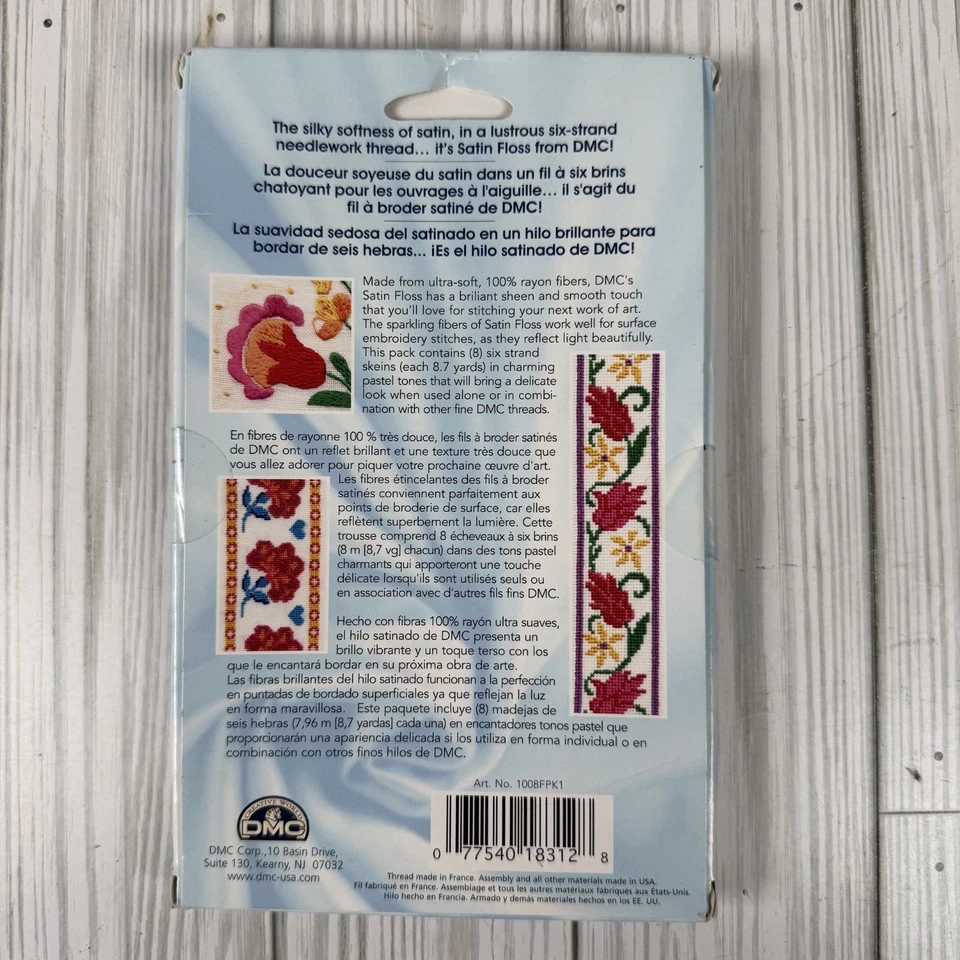 The silky softness of satin, in a lustrous six-strand
needlework thread... it's Satin Floss from DMC!
La douceur soyeuse du satin dans un fil à six brins
chatoyant pour les ouvrages à l'aiguille... il s'agit du
fil à broder satiné de DMC!
La suavidad sedosa del satinado en un hilo brillante para
bordar de seis hebras... ¡Es el hilo satinado de DMC!
Made from ultra-soft, 100% rayon fibers, DMC's
Satin Floss has a briliant sheen and smooth touch
that you'll love for stitching your next work of art.
The sparkling fibers of Satin Floss work well for surface
embroidery stitches, as they reflect light beautifully.
This pack contains (8) six strand
skeins (each 8.7 yards) in charming
pastel tones that will bring a delicate
look when used alone or in combi-
nation with other fine DMC threads.
En fibres de rayonne 100 % très douce, les fils à broder satinés
de DMC ont un reflet brillant et une texture très douce que
vous allez adorer pour piquer votre prochaine œuvre d'art.
Les fibres étincelantes des fils à broder
satinés conviennent parfaitement aux
points de broderie de surface, car elles
reflètent superbement la lumière. Cette
trousse comprend 8 écheveaux à six brins
(8 m [8,7 vg] chacun) dans des tons pastel
charmants qui apporteront une touche
délicate lorsqu'ils sont utilisés seuls ou
en association avec d'autres fils fins DMC.
Hecho con fibras 100% rayón ultra suaves,
el hilo satinado de DMC presenta un
brillo vibrante y un toque terso con los
que le encantará bordar en su próxima obra de arte.
Las fibras brillantes del hilo satinado funcionan a la perfección
en puntadas de bordado superficiales ya que reflejan la luz
en forma maravillosa. Este paquete incluye (8) madejas de
seis hebras (7,96 m [8,7 yardas] cada una) en encantadores tonos pastel que
proporcionarán una apariencia delicada si los utiliza en forma individual o en
combinación con otros finos hilos de DMC.
Art. No. 1008FPK1
CREATIVE WORLD
DMC
DMC Corp.,10 Basin Drive,
Suite 130, Kearny, NJ 07032
www.dmc-usa.com
0 77540 18312 8
Thread made in France. Assembly and all other materials made in USA.
Fil fabriqué en France. Assemblage et tous les autres matériaux fabriqués aux États-Unis.
Hilo hecho en Francia. Armado y demás materiales hechos en los EE. UU.